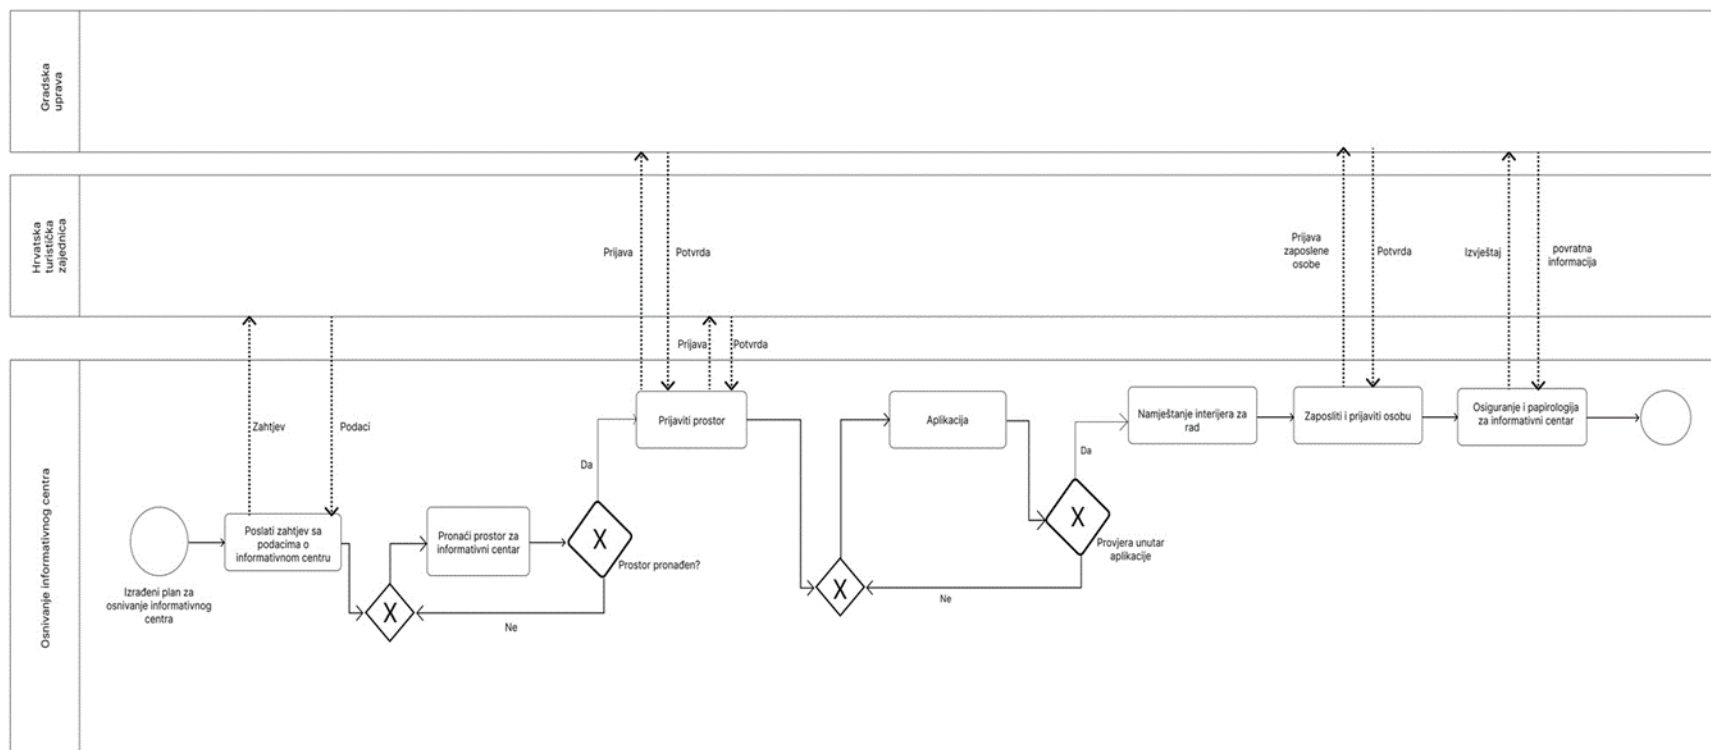 Gradska
uprava
Hrvatska
turistička
zajednica
Prijava
Potvrda
Prijava
zaposlene
osobe
Potvrda
Izvještaj
povratna
informacija
Prijava
Potvrda
Osnivanje informativnog centra
Zahtjev
Podaci
Izrađeni plan za
osnivanje informativnog
centra
Poslati zahtjev sa
podacima o
informativnom centru
X
Pronaći prostor za
informativni centar
X
Prostor pronađen?
Da
Ne
Prijaviti prostor
X
Aplikacija
X
Provjera unutar
aplikacije
Da
Ne
Namještanje interijera za
rad
Zaposliti i prijaviti osobu
Osiguranje i papirologija
za informativni centar